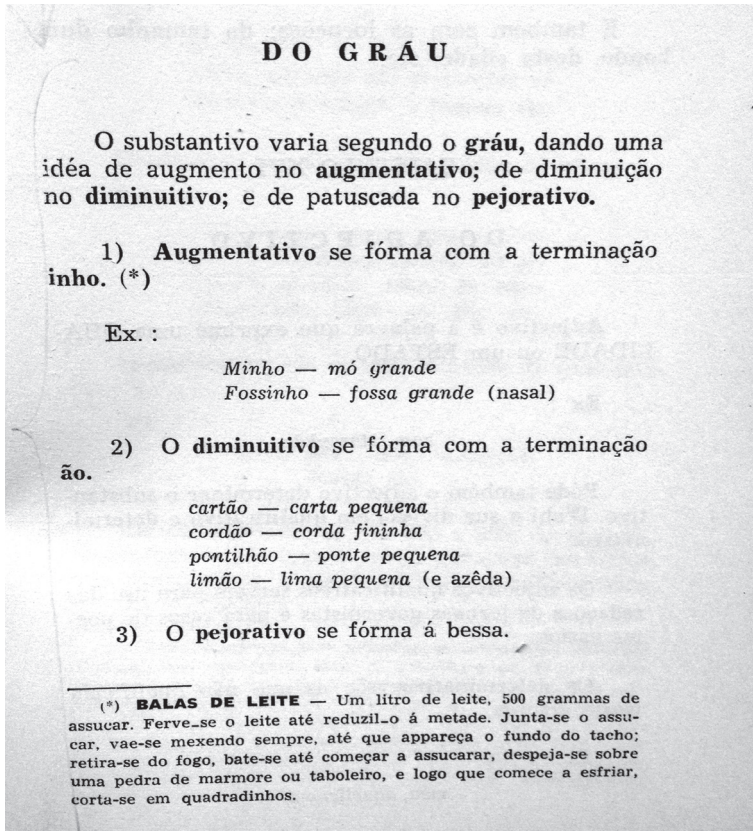 DO GRÁU
O substantivo varia segundo o gráu, dando uma
idéa de augmento no augmentativo; de diminuição
no diminuitivo; e de patuscada no pejorativo.
1) Augmentativo se fórma com a terminação
inho. (*)
Ex. :
Minho — mó grande
Fossinho — fossa grande (nasal)
2) O diminuitivo se fórma com a terminação
ão.
cartão — carta pequena
cordão — corda fininha
pontilhão — ponte pequena
limão — lima pequena (e azêda)
3) O pejorativo se fórma á bessa.
(*) BALAS DE LEITE — Um litro de leite, 500 grammas de
assucar. Ferve-se o leite até reduzil-o á metade. Junta-se o assu-
car, vae-se mexendo sempre, até que appareça o fundo do tacho;
retira-se do fogo, bate-se até começar a assucarar, despeja-se sobre
uma pedra de marmore ou taboleiro, e logo que comece a esfriar,
corta-se em quadradinhos.